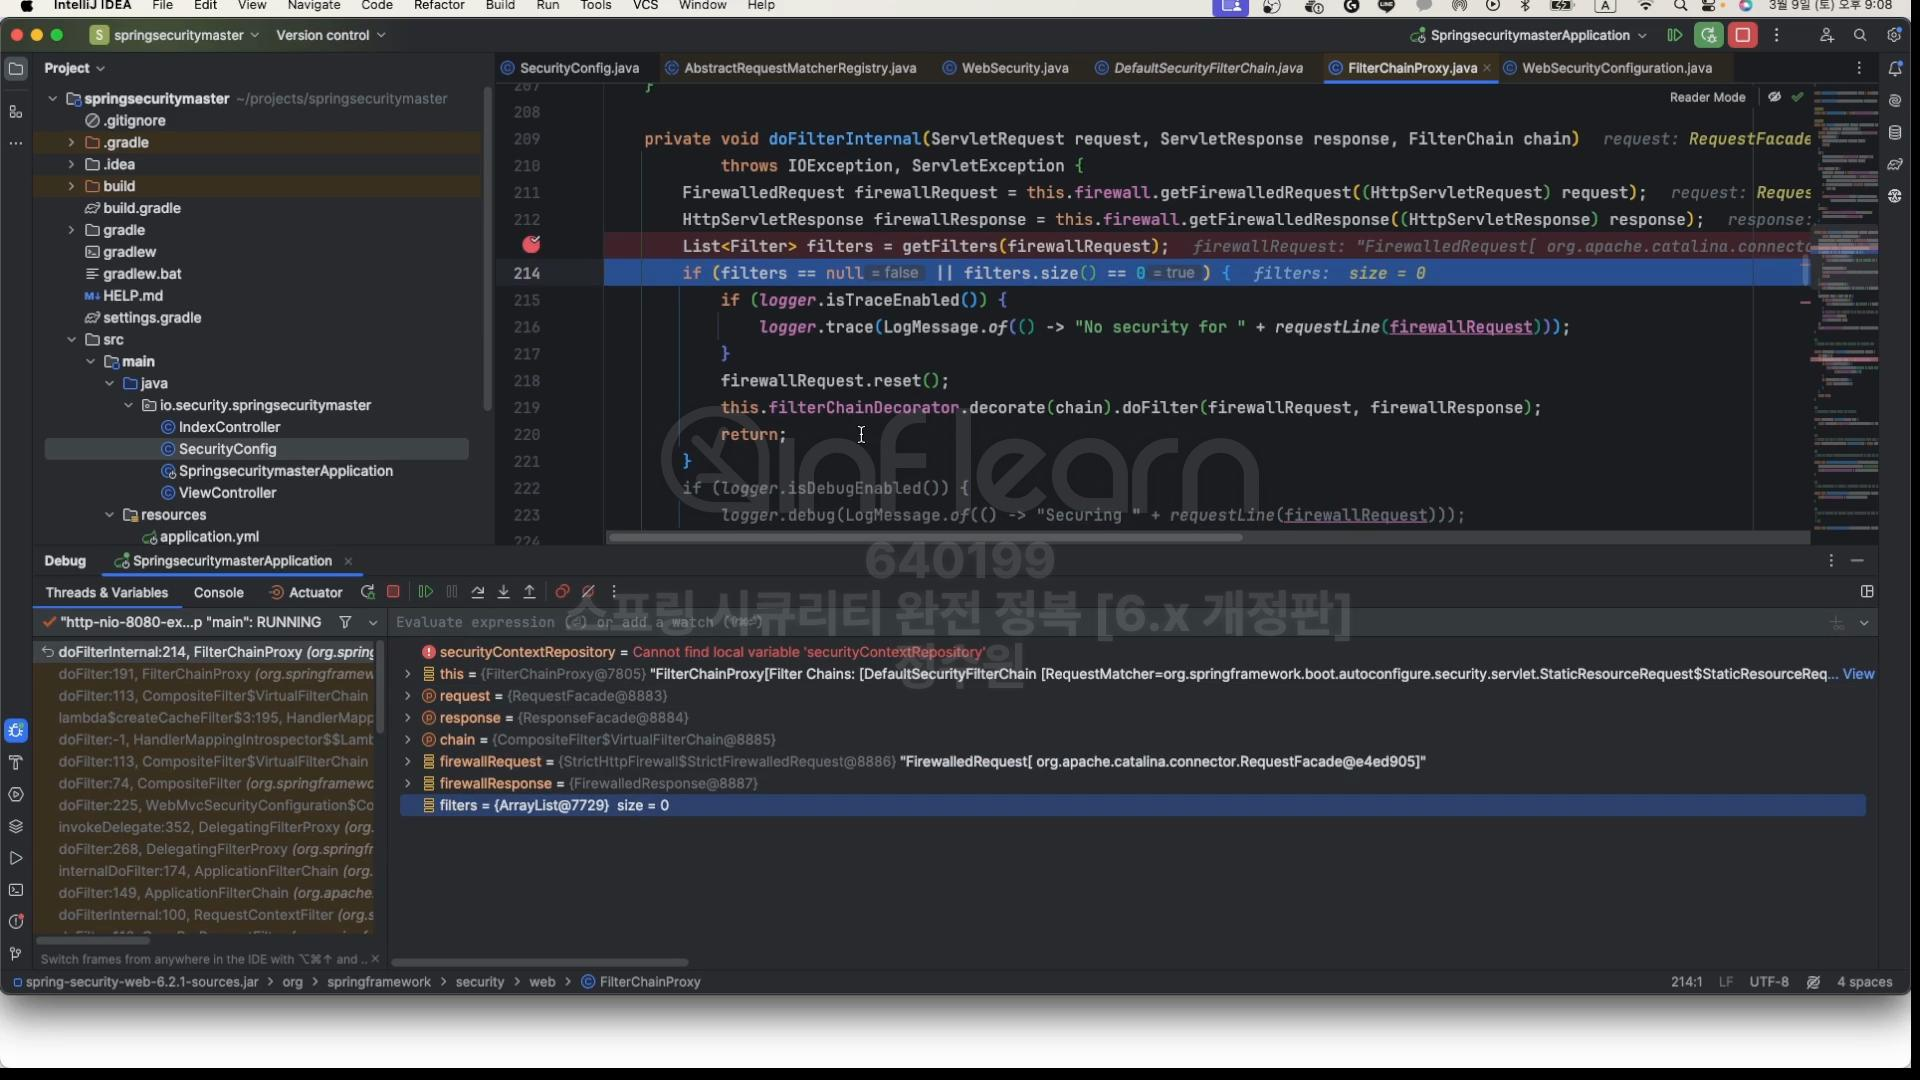 IntelliJ IDEA File Edit View Navigate Code Refactor Build Run Tools VCS Window Help
A 3월 9일 (토) 오후 9:08
S springsecuritymaster Version control
SpringsecuritymasterApplication
Project
SecurityConfig.java AbstractRequestMatcherRegistry.java WebSecurity.java DefaultSecurityFilterChain.java FilterChainProxy.java WebSecurityConfiguration.java
Reader Mode
springsecuritymaster ~/projects/springsecuritymaster
.gitignore
.gradle
.idea
build
build.gradle
gradle
gradlew
gradlew.bat
HELP.md
settings.gradle
src
main
java
io.security.springsecuritymaster
IndexController
SecurityConfig
SpringsecuritymasterApplication
ViewController
resources
application.yml
207 }
208
209 private void doFilterInternal(ServletRequest request, ServletResponse response, FilterChain chain) request: RequestFacade
210 throws IOException, ServletException {
211 FirewalledRequest firewallRequest = this.firewall.getFirewalledRequest((HttpServletRequest) request); request: Reques
212 HttpServletResponse firewallResponse = this.firewall.getFirewalledResponse((HttpServletResponse) response); response:
List<Filter> filters = getFilters(firewallRequest); firewallRequest: "FirewalledRequest[ org.apache.catalina.connecto
214 if (filters == null = false || filters.size() == 0 = true ) { filters: size = 0
215 if (logger.isTraceEnabled()) {
216 logger.trace(LogMessage.of(() -> "No security for " + requestLine(firewallRequest)));
217 }
218 firewallRequest.reset();
219 this.filterChainDecorator.decorate(chain).doFilter(firewallRequest, firewallResponse);
220 return;
221 }
222 if (logger.isDebugEnabled()) {
223 logger.debug(LogMessage.of(() -> "Securing " + requestLine(firewallRequest)));
224
inflearn
640199
스프링 시큐리티 완전 정복 [6.x 개정판]
정수원
Debug SpringsecuritymasterApplication
Threads & Variables Console Actuator
"http-nio-8080-ex...p "main": RUNNING
Evaluate expression (⏎) or add a watch (⌘⏎)
doFilterInternal:214, FilterChainProxy (org.spring
doFilter:191, FilterChainProxy (org.springframew
doFilter:113, CompositeFilter$VirtualFilterChain
lambda$createCacheFilter$3:195, HandlerMapp
doFilter:-1, HandlerMappingIntrospector$$Lamb
doFilter:113, CompositeFilter$VirtualFilterChain
doFilter:74, CompositeFilter (org.springframewo
doFilter:225, WebMvcSecurityConfiguration$Co
invokeDelegate:352, DelegatingFilterProxy (org.
doFilter:268, DelegatingFilterProxy (org.springfr
internalDoFilter:174, ApplicationFilterChain (org.
doFilter:149, ApplicationFilterChain (org.apache
doFilterInternal:100, RequestContextFilter (org.s
Switch frames from anywhere in the IDE with ⌥⌘↑ and ..
securityContextRepository = Cannot find local variable 'securityContextRepository'
this = {FilterChainProxy@7805} "FilterChainProxy[Filter Chains: [DefaultSecurityFilterChain [RequestMatcher=org.springframework.boot.autoconfigure.security.servlet.StaticResourceRequest$StaticResourceReq... View
request = {RequestFacade@8883}
response = {ResponseFacade@8884}
chain = {CompositeFilter$VirtualFilterChain@8885}
firewallRequest = {StrictHttpFirewall$StrictFirewalledRequest@8886} "FirewalledRequest[ org.apache.catalina.connector.RequestFacade@e4ed905]"
firewallResponse = {FirewalledResponse@8887}
filters = {ArrayList@7729} size = 0
spring-security-web-6.2.1-sources.jar > org > springframework > security > web > FilterChainProxy
214:1 LF UTF-8 4 spaces